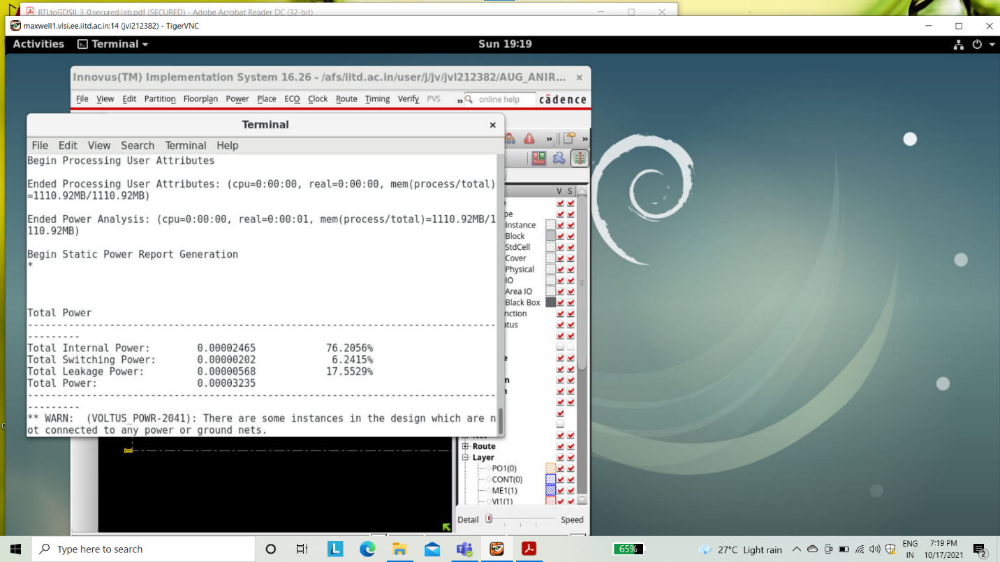 RTLtoGDSII_3_0.secured.lab.pdf (SECURED) - Adobe Acrobat Reader DC (32-bit)
maxwell1.vlsi.ee.iitd.ac.in:14 (jvl212382) - TigerVNC
Activities Terminal Sun 19:19
Innovus(TM) Implementation System 16.26 - /afs/iitd.ac.in/user/j/jv/jvl212382/AUG_ANIR...
File View Edit Partition Floorplan Power Place ECO Clock Route Timing Verify PVS » online help cādence
Terminal
File Edit View Search Terminal Help
Begin Processing User Attributes
Ended Processing User Attributes: (cpu=0:00:00, real=0:00:00, mem(process/total)
=1110.92MB/1110.92MB)
Ended Power Analysis: (cpu=0:00:00, real=0:00:01, mem(process/total)=1110.92MB/1
110.92MB)
Begin Static Power Report Generation
*
Total Power
--------------------------------------------------------------------------------
---------
Total Internal Power: 0.00002465 76.2056%
Total Switching Power: 0.00000202 6.2415%
Total Leakage Power: 0.00000568 17.5529%
Total Power: 0.00003235
--------------------------------------------------------------------------------
---------
** WARN: (VOLTUS_POWR-2041): There are some instances in the design which are n
ot connected to any power or ground nets.
V S
Instance
Block
StdCell
Cover
Physical
IO
Area IO
Black Box
Route
Layer
PO1(0)
CONT(0)
ME1(1)
VI1(1)
Detail Speed
Type here to search
65%
27°C Light rain
ENG
IN
7:19 PM
10/17/2021
2